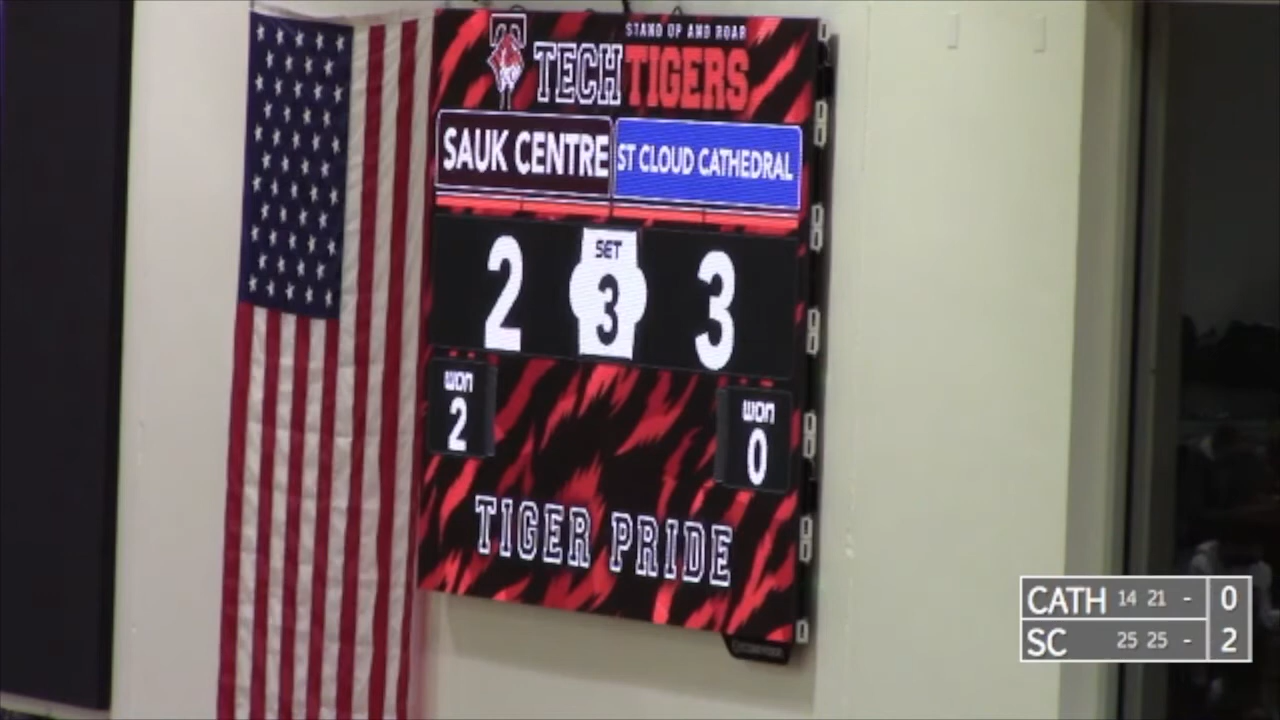 STAND UP AND ROAR
TECH TIGERS
SAUK CENTRE ST CLOUD CATHEDRAL
2 SET 3
3
WON WON
2 0
TIGER PRIDE
CATH 14 21 - 0
SC 25 25 - 2